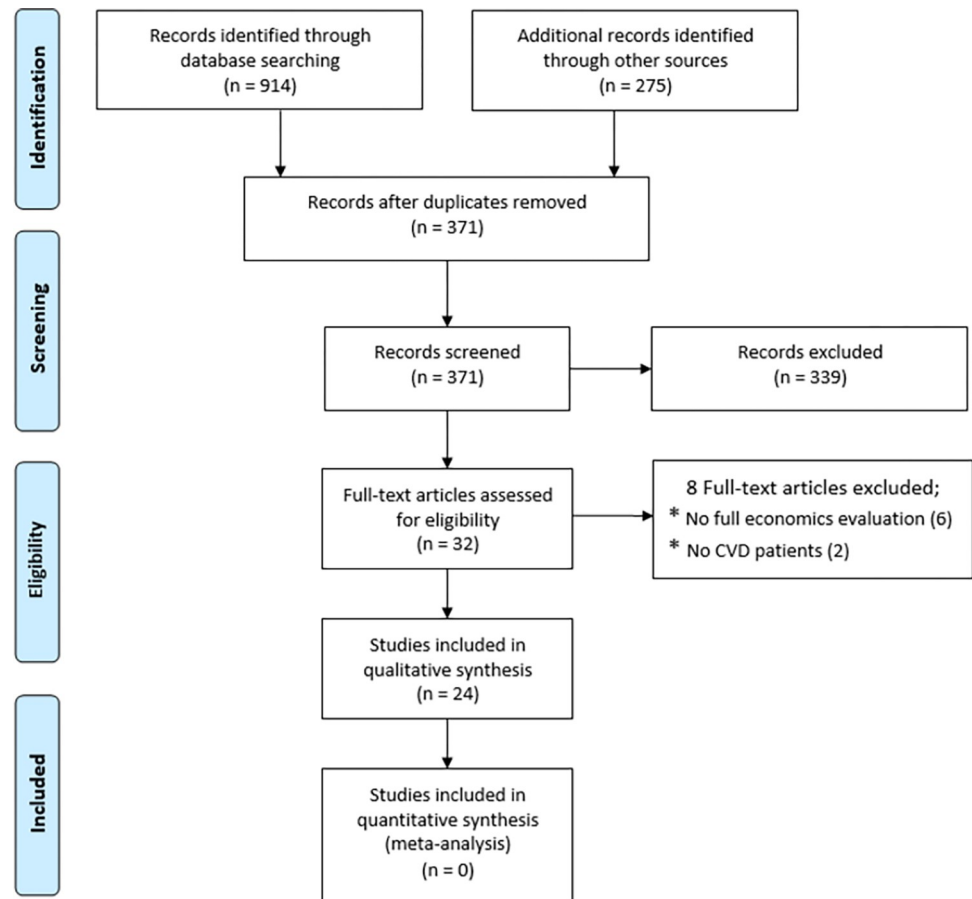 Identification
Records identified through
database searching
(n = 914)
Additional records identified
through other sources
(n = 275)
Records after duplicates removed
(n = 371)
Screening
Records screened
(n = 371)
Records excluded
(n = 339)
Eligibility
Full-text articles assessed
for eligibility
(n = 32)
8 Full-text articles excluded;
* No full economics evaluation (6)
* No CVD patients (2)
Studies included in
qualitative synthesis
(n = 24)
Included
Studies included in
quantitative synthesis
(meta-analysis)
(n = 0)